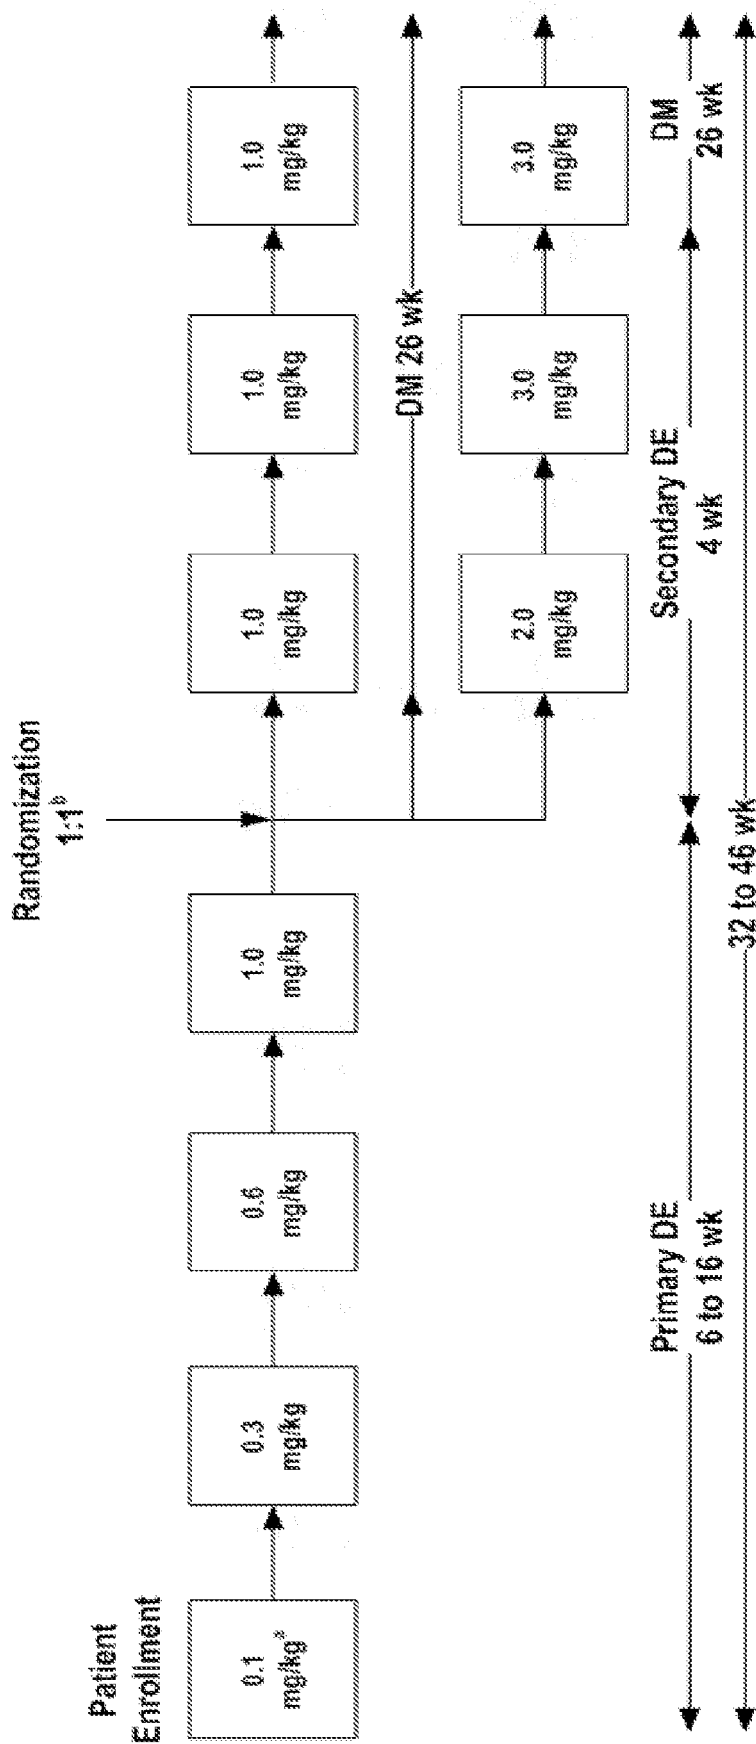 Patient
Enrollment
Randomization
1:1ᵇ
0.1
mg/kgᵃ
0.3
mg/kg
0.6
mg/kg
1.0
mg/kg
1.0
mg/kg
1.0
mg/kg
1.0
mg/kg
DM 26 wk
2.0
mg/kg
3.0
mg/kg
3.0
mg/kg
Primary DE
6 to 16 wk
Secondary DE
4 wk
DM
26 wk
32 to 46 wk